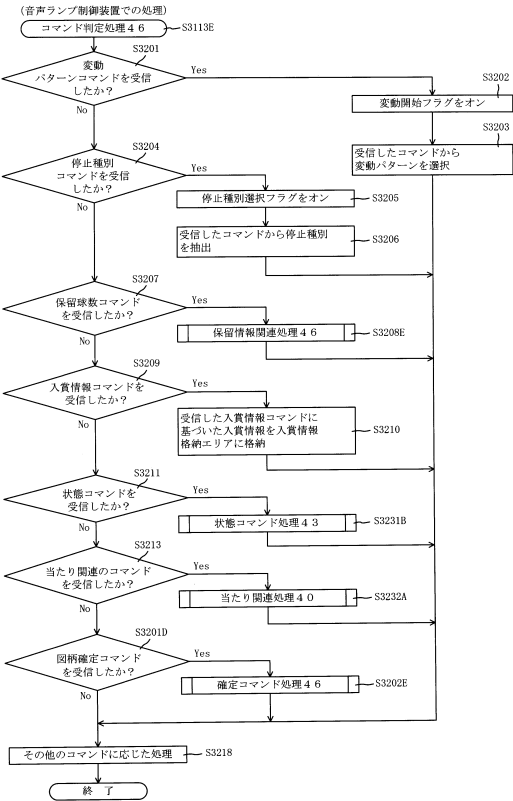 (音声ランプ制御装置での処理)
コマンド判定処理46
S3113E
S3201
変動
パターンコマンドを受信
したか?
Yes
No
S3202
変動開始フラグをオン
S3203
受信したコマンドから
変動パターンを選択
S3204
停止種別
コマンドを受信
したか?
Yes
No
停止種別選択フラグをオン
S3205
受信したコマンドから停止種別
を抽出
S3206
S3207
保留球数コマンド
を受信したか?
Yes
No
保留情報関連処理46
S3208E
S3209
入賞情報コマンドを
受信したか?
Yes
No
受信した入賞情報コマンドに
基づいた入賞情報を入賞情報
格納エリアに格納
S3210
S3211
状態コマンドを
受信したか?
Yes
No
状態コマンド処理43
S3231B
S3213
当たり関連のコマンド
を受信したか?
Yes
No
当たり関連処理40
S3232A
S3201D
図柄確定コマンド
を受信したか?
Yes
No
確定コマンド処理46
S3202E
その他のコマンドに応じた処理
S3218
終 了